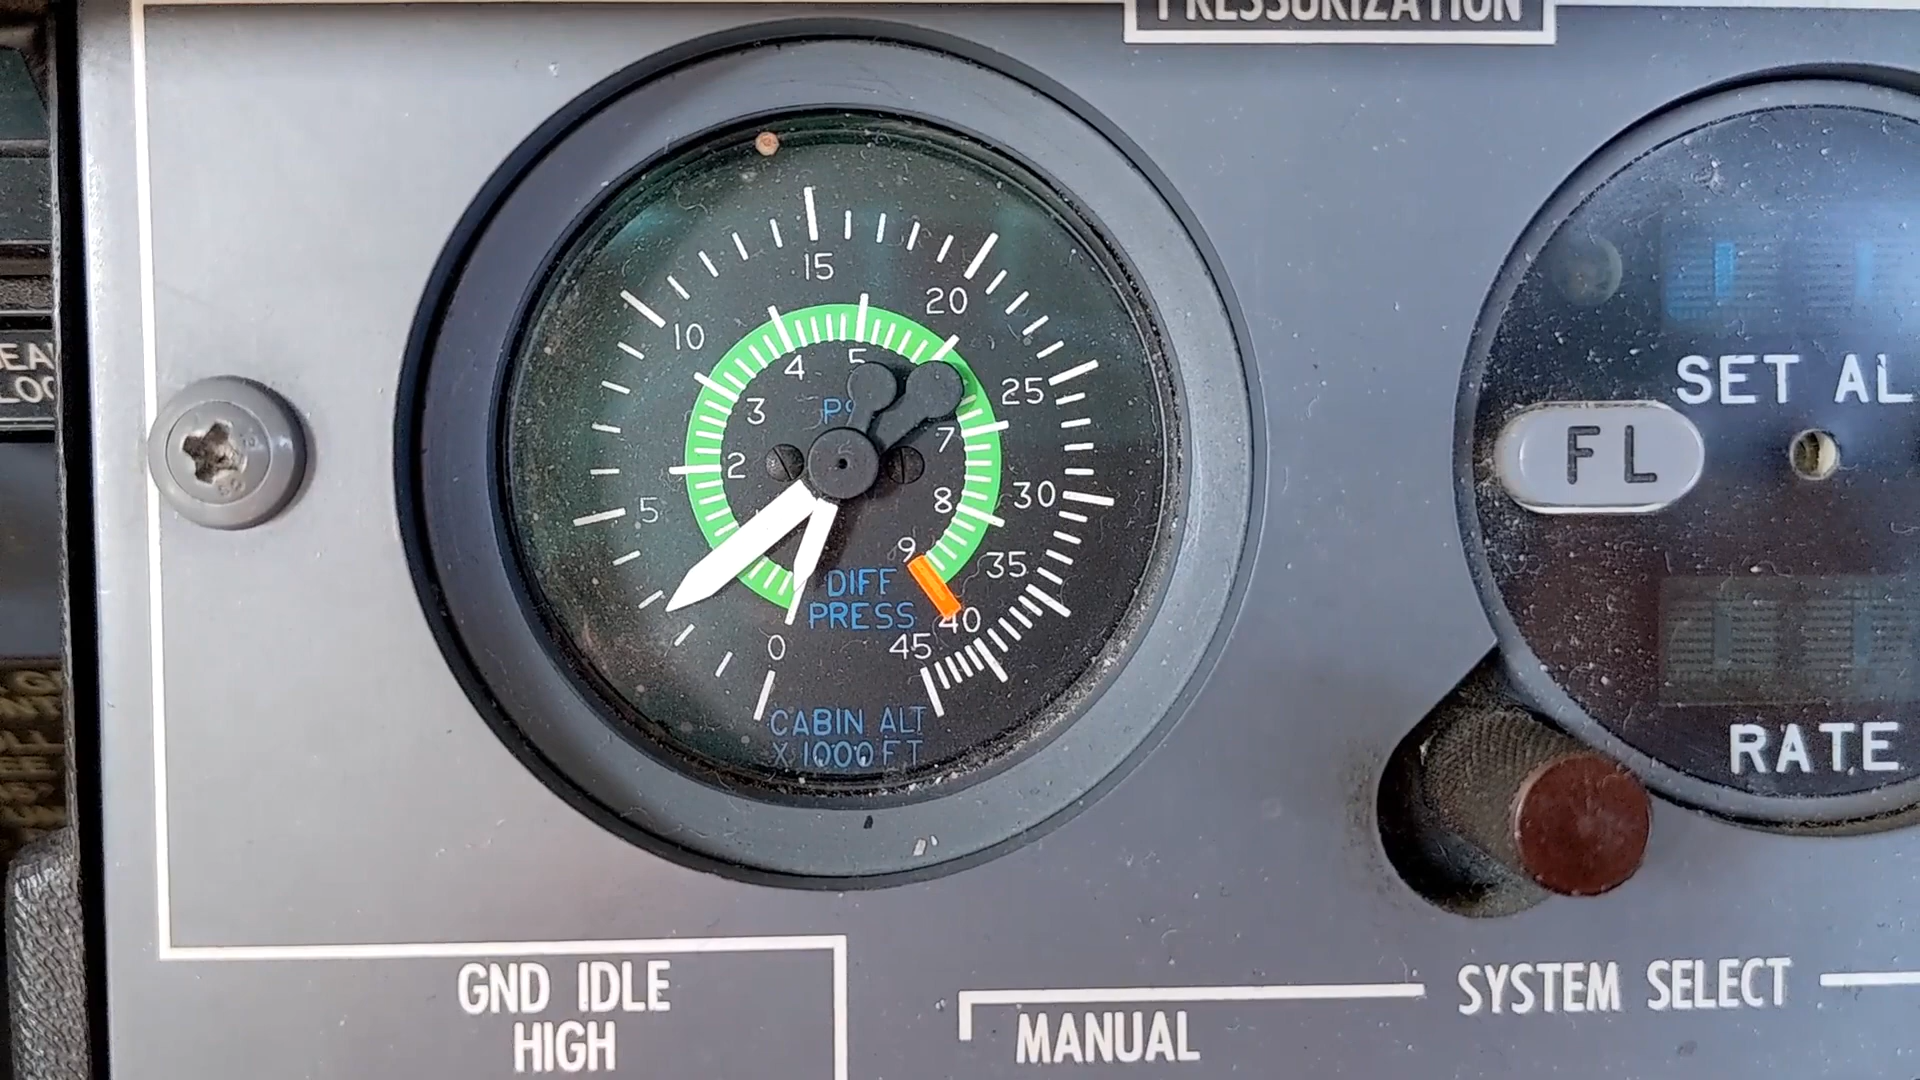 PRESSURIZATION
15
20
10
4
5
25
3
7
2
30
5
8
9
35
DIFF
PRESS
40
0
45
CABIN ALT
X 1000 FT
SET AL
FL
RATE
GND IDLE
HIGH
SYSTEM SELECT
MANUAL